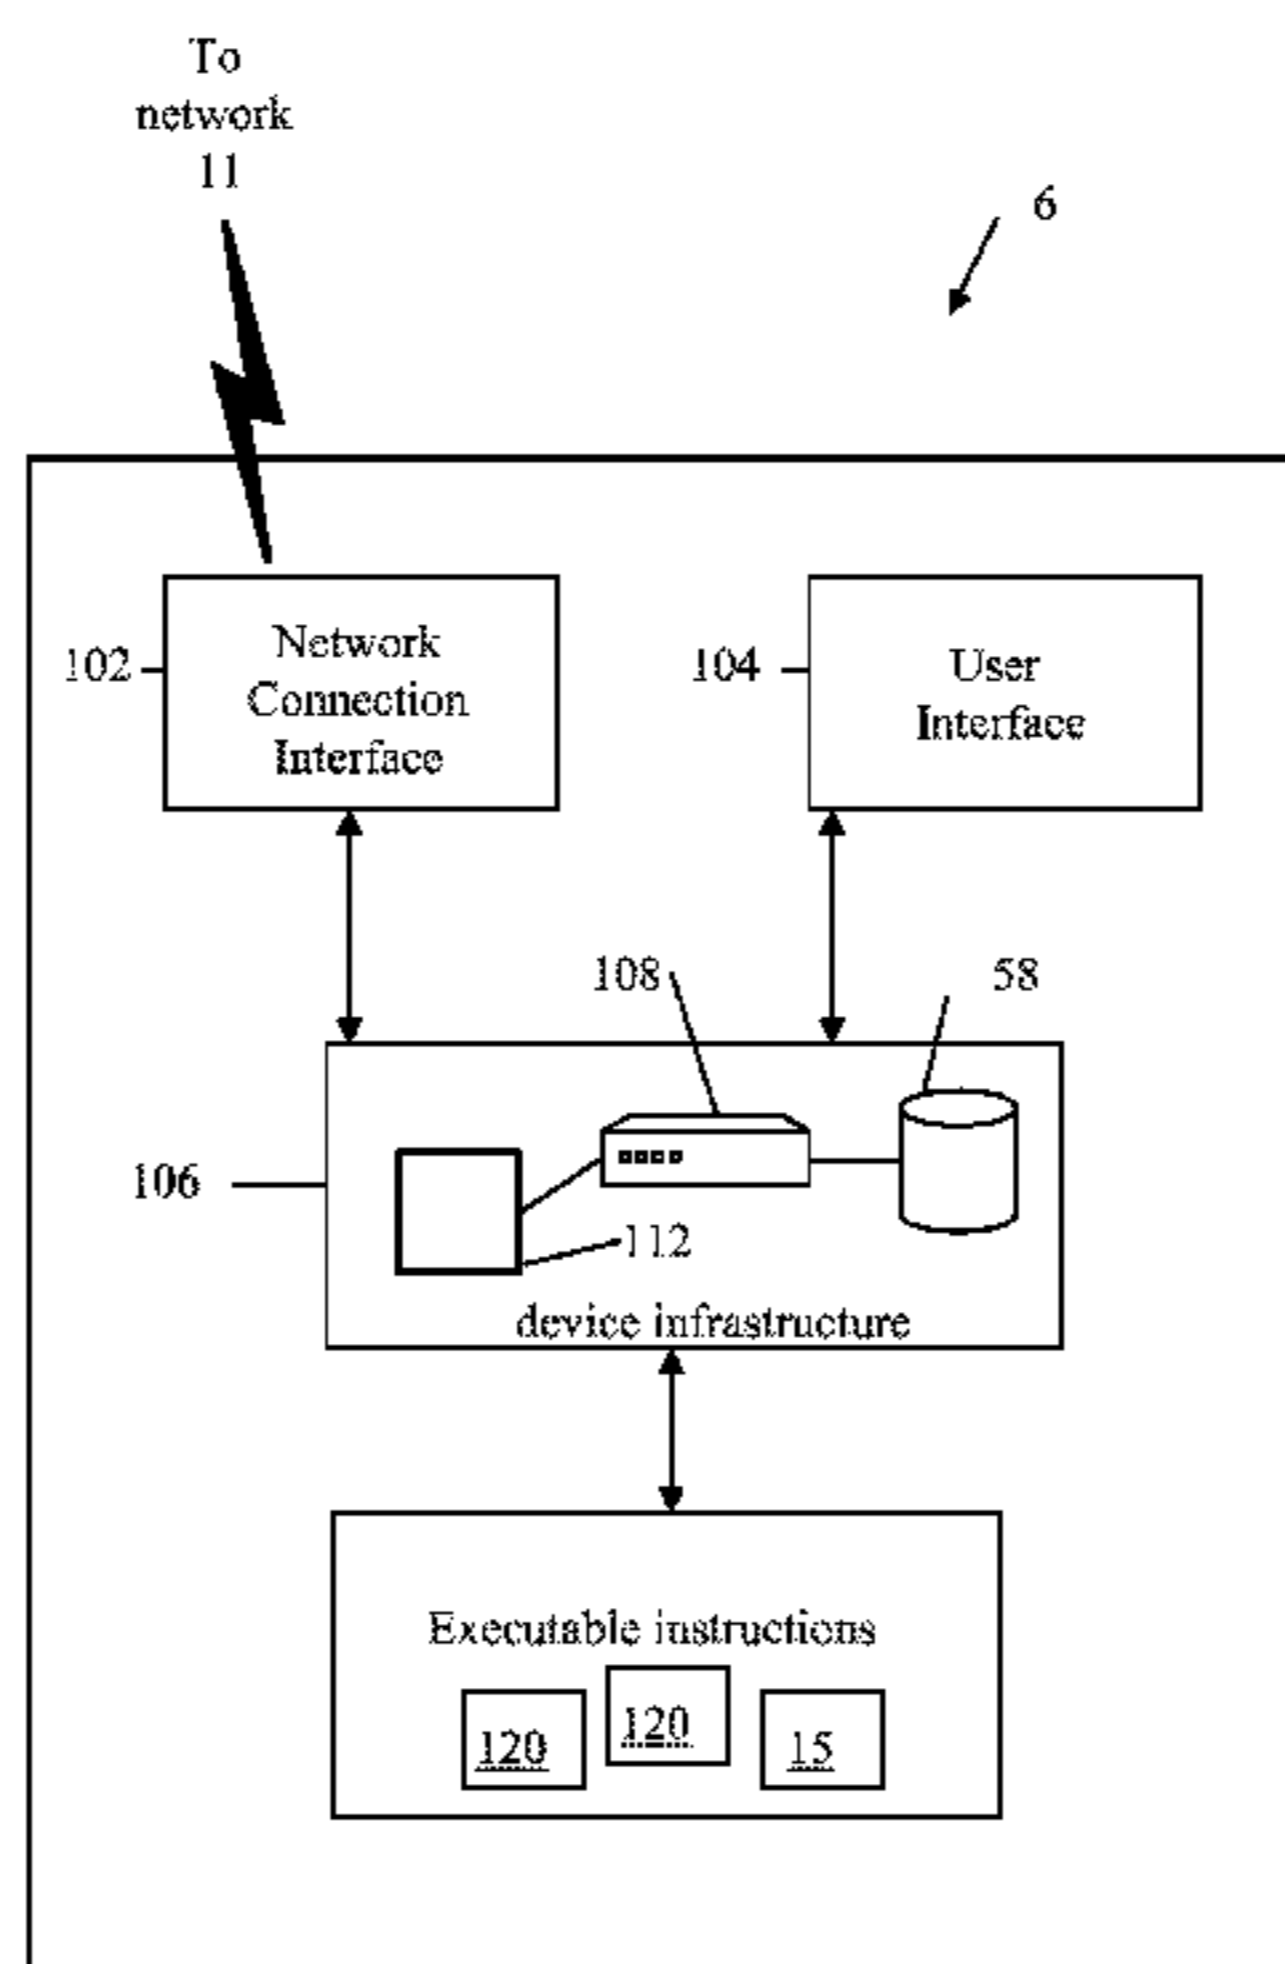 To
network
11
6
102
Network
Connection
Interface
104
User
Interface
108
58
106
112
device infrastructure
Executable instructions
120
120
15